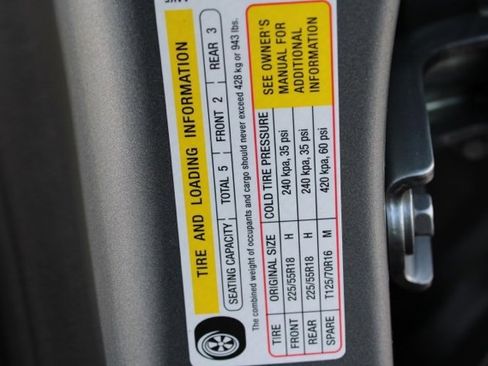 TIRE AND LOADING INFORMATION
SEATING CAPACITY TOTAL 5 FRONT 2 REAR 3
The combined weight of occupants and cargo should never exceed 428 kg or 943 lbs.
TIRE ORIGINAL SIZE COLD TIRE PRESSURE
FRONT 225/55R18 H 240 kpa, 35 psi
REAR 225/55R18 H 240 kpa, 35 psi
SPARE T125/70R16 M 420 kpa, 60 psi
SEE OWNER'S
MANUAL FOR
ADDITIONAL
INFORMATION